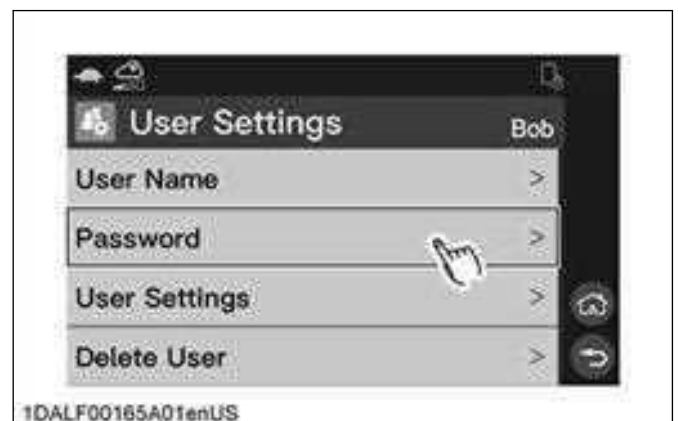 User Settings
Bob
User Name >
Password >
User Settings >
Delete User >
1DALF00165A01enUS